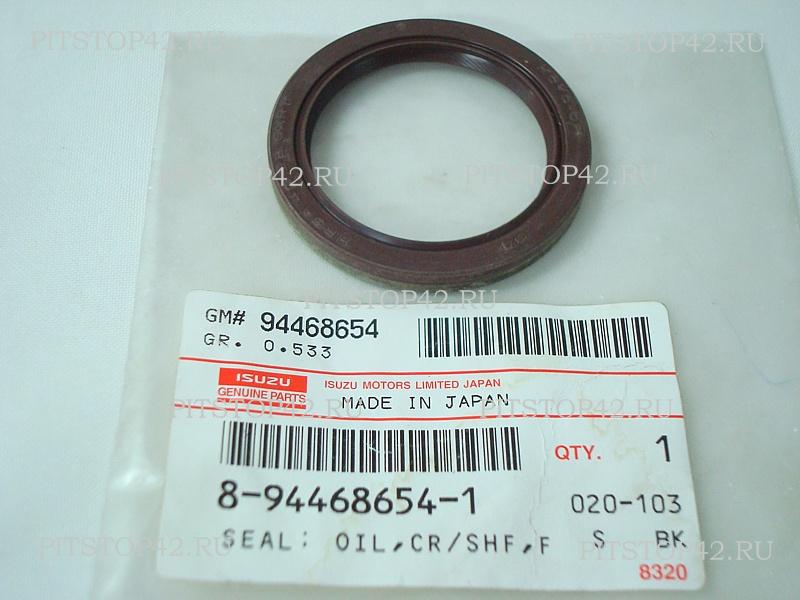 PITSTOP42.RU PITSTOP42.RU
PITSTOP42.RU PITSTOP42.RU
PITSTOP42.RU
GM# 94468654
GR. 0.533
ISUZU
GENUINE PARTS
ISUZU MOTORS LIMITED JAPAN
MADE IN JAPAN
PITSTOP42.RU PITSTOP42.RU
QTY. 1
8-94468654-1 020-103
SEAL: OIL,CR/SHF,F S BK
PITSTOP42.RU PITSTOP42.RU
8320